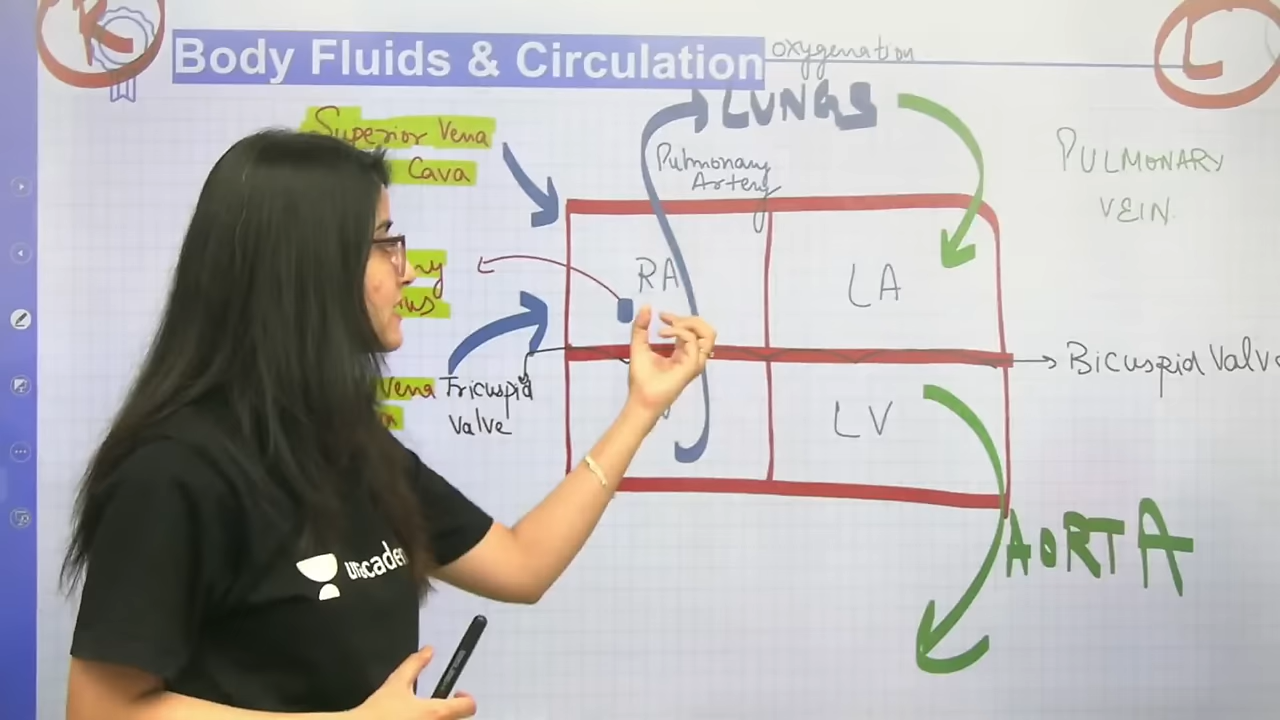 R
L
Body Fluids & Circulation
oxygenation
LUNGS
Superior Vena
Cava
Pulmonary
Artery
PULMONARY
VEIN
RA
LA
Bicuspid Valve
Vena
Tricuspid
Valve
LV
AORTA
unacademy